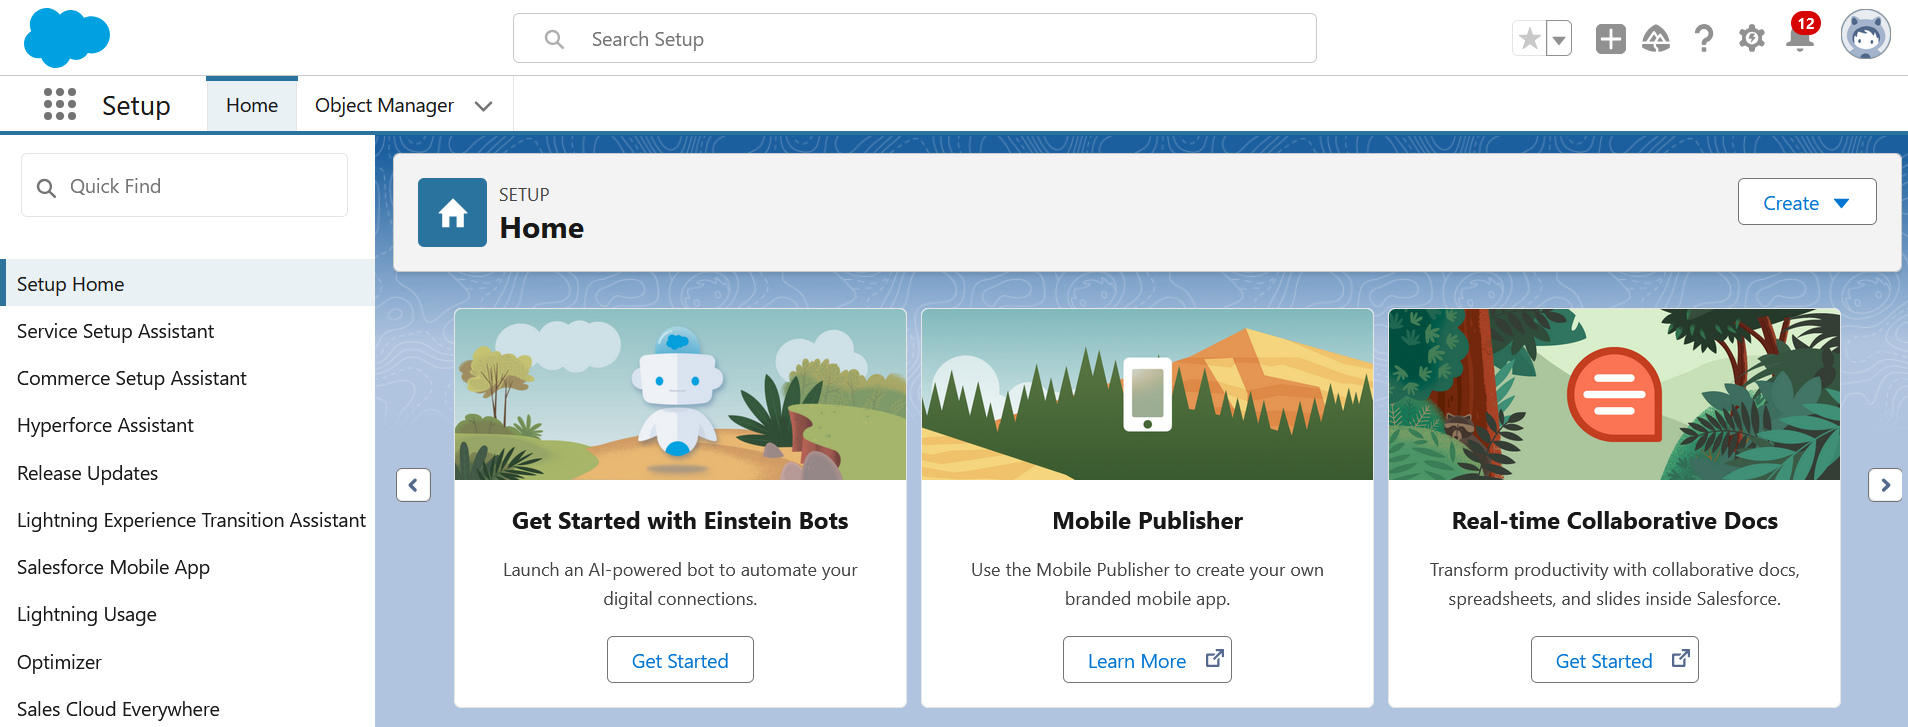 Search Setup
12
Setup
Home
Object Manager
Quick Find
Setup Home
Service Setup Assistant
Commerce Setup Assistant
Hyperforce Assistant
Release Updates
Lightning Experience Transition Assistant
Salesforce Mobile App
Lightning Usage
Optimizer
Sales Cloud Everywhere
SETUP
Home
Create
Get Started with Einstein Bots
Launch an AI-powered bot to automate your
digital connections.
Get Started
Mobile Publisher
Use the Mobile Publisher to create your own
branded mobile app.
Learn More
Real-time Collaborative Docs
Transform productivity with collaborative docs,
spreadsheets, and slides inside Salesforce.
Get Started